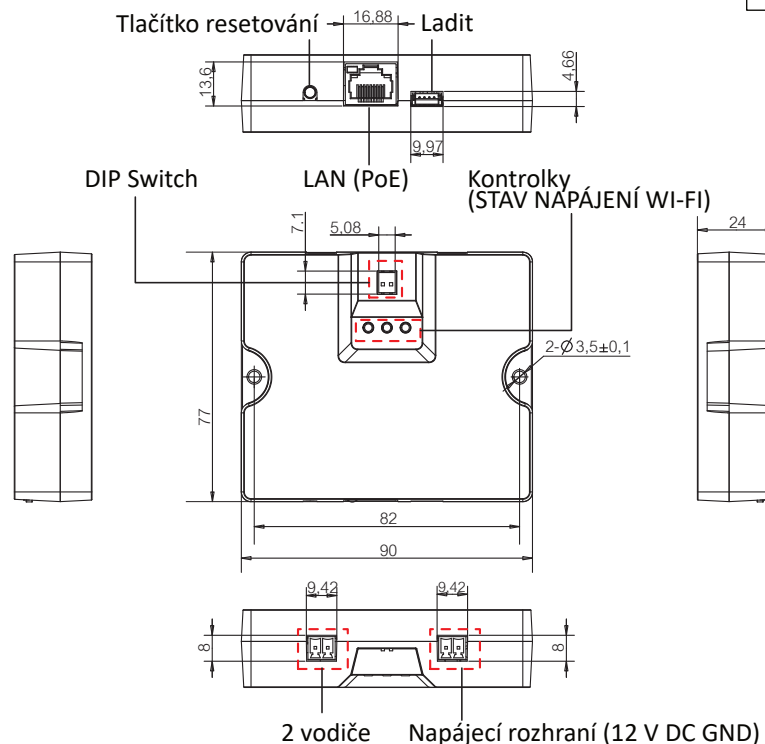 Tlačítko resetování
16,88
Ladit
13,6
4,66
9,97
DIP Switch
LAN (PoE)
Kontrolky
(STAV NAPÁJENÍ WI-FI)
7.1
5,08
24
2-Ø3,5±0,1
77
82
90
9,42
9,42
8
8
2 vodiče
Napájecí rozhraní (12 V DC GND)